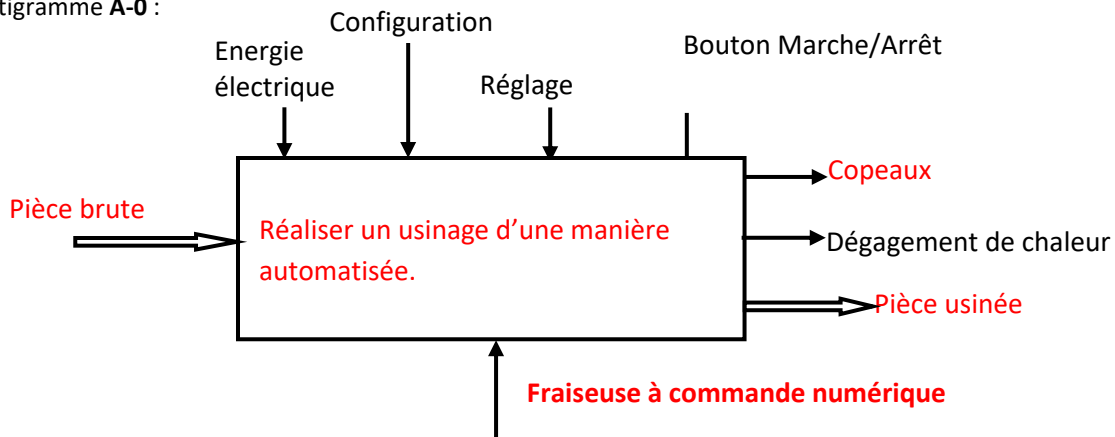 tigramme A-0 :
Configuration
Energie
électrique
Réglage
Bouton Marche/Arrêt
Copeaux
Pièce brute
Réaliser un usinage d’une manière
automatisée.
Dégagement de chaleur
Pièce usinée
Fraiseuse à commande numérique